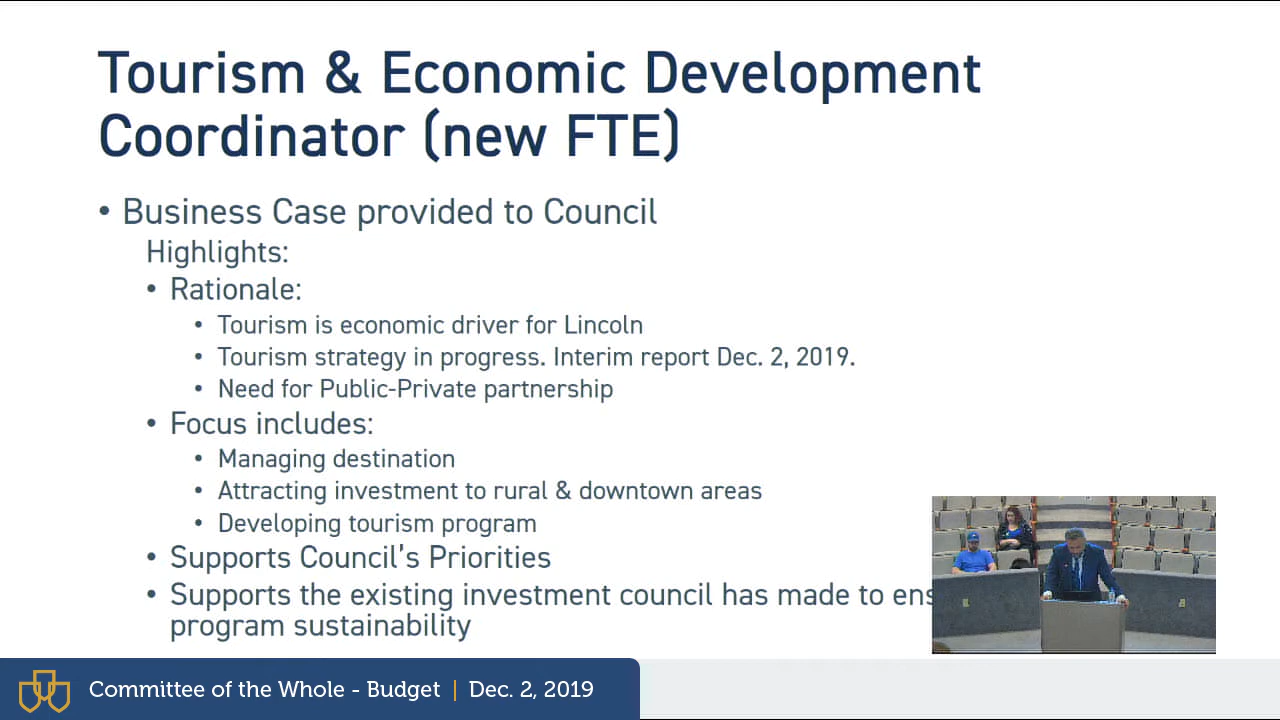 Tourism & Economic Development
Coordinator (new FTE)
• Business Case provided to Council
Highlights:
• Rationale:
• Tourism is economic driver for Lincoln
• Tourism strategy in progress. Interim report Dec. 2, 2019.
• Need for Public-Private partnership
• Focus includes:
• Managing destination
• Attracting investment to rural & downtown areas
• Developing tourism program
• Supports Council’s Priorities
• Supports the existing investment council has made to
program sustainability
Committee of the Whole - Budget | Dec. 2, 2019